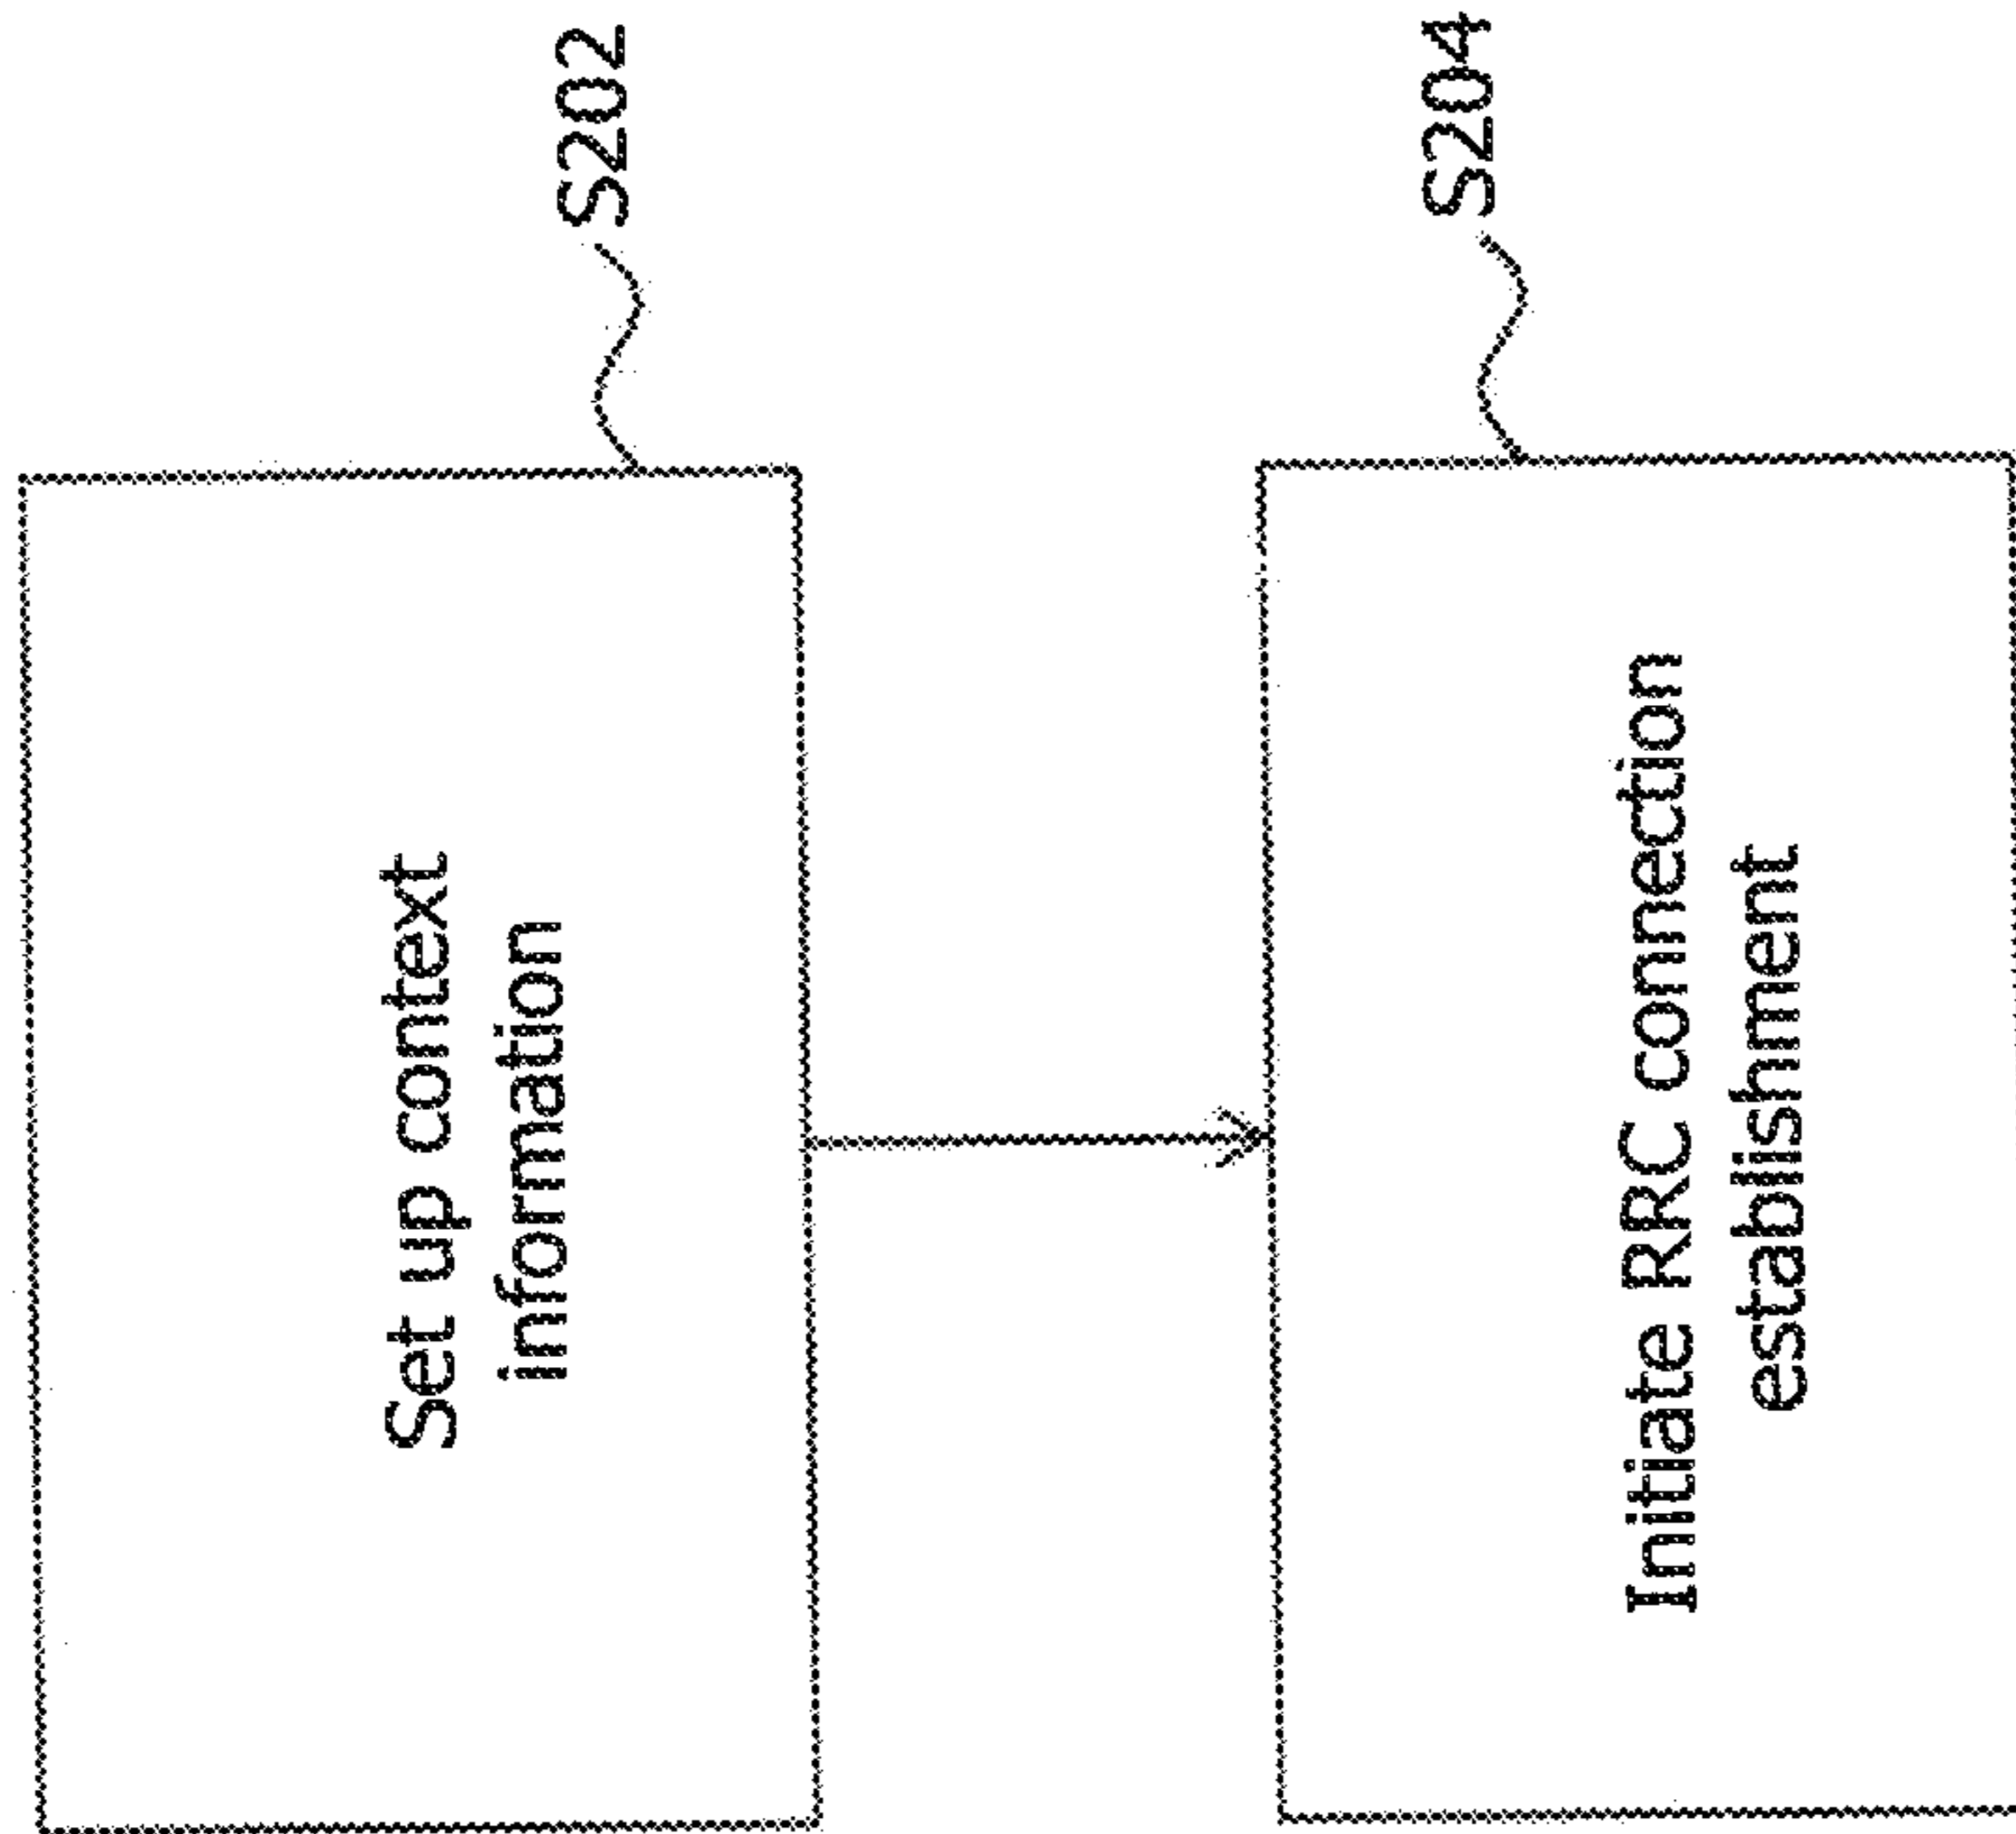 S202
Set up context
information
S204
Initiate RRC connection
establishment